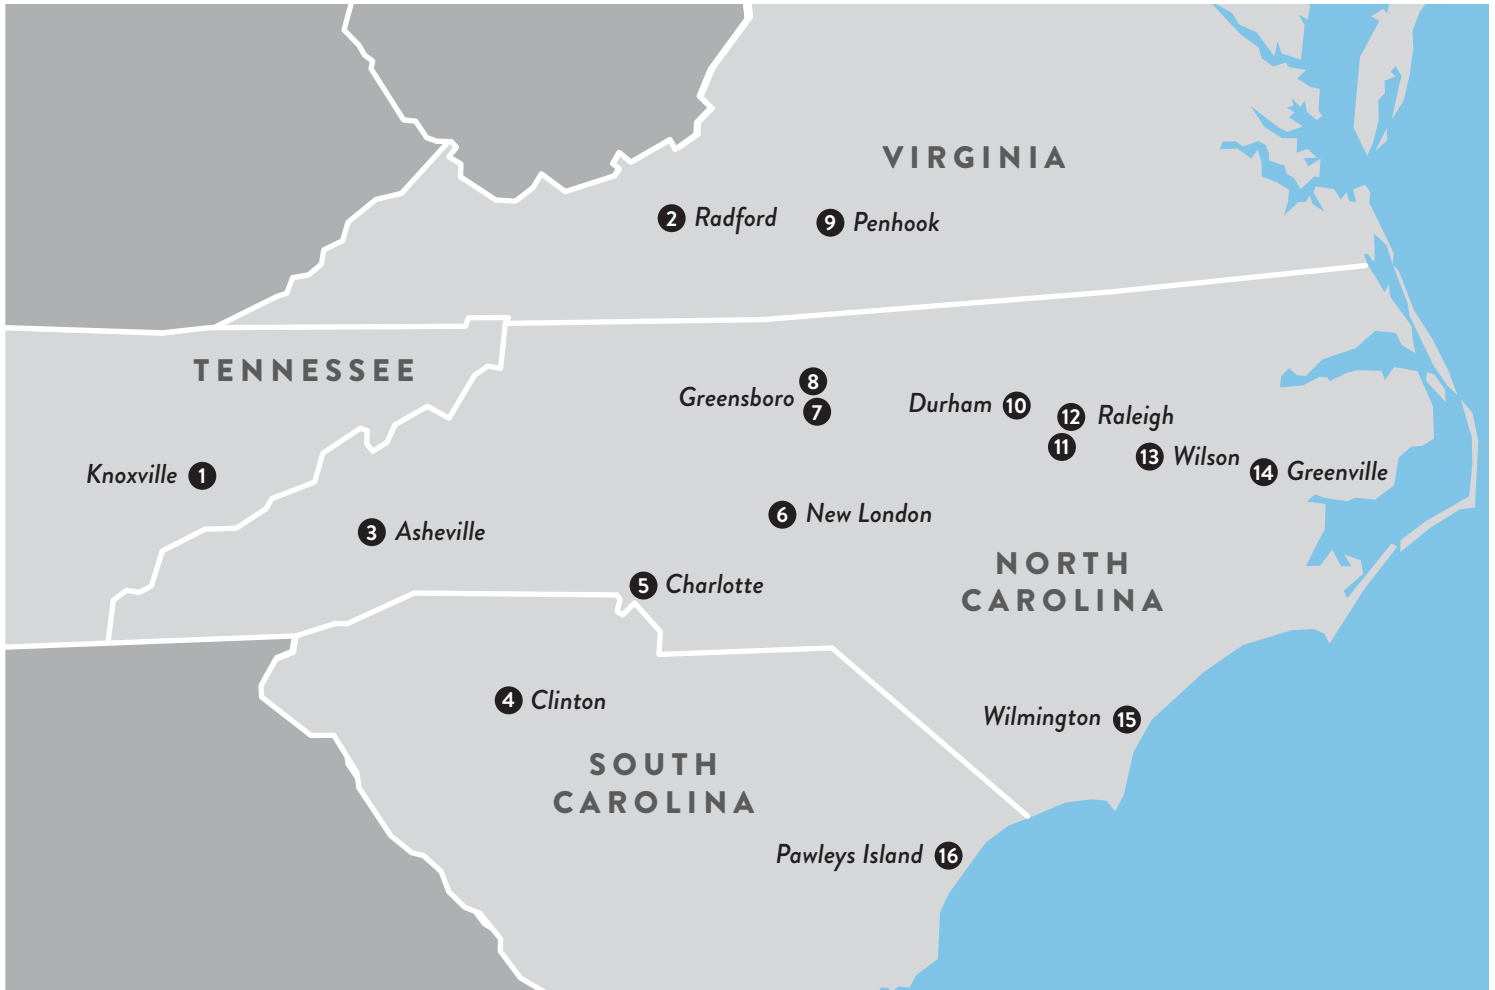 VIRGINIA
2 Radford
9 Penhook
TENNESSEE
8
Greensboro
7
Durham 10
12 Raleigh
11
13 Wilson
14 Greenville
Knoxville 1
3 Asheville
6 New London
NORTH
CAROLINA
5 Charlotte
4 Clinton
Wilmington 15
SOUTH
CAROLINA
Pawleys Island 16